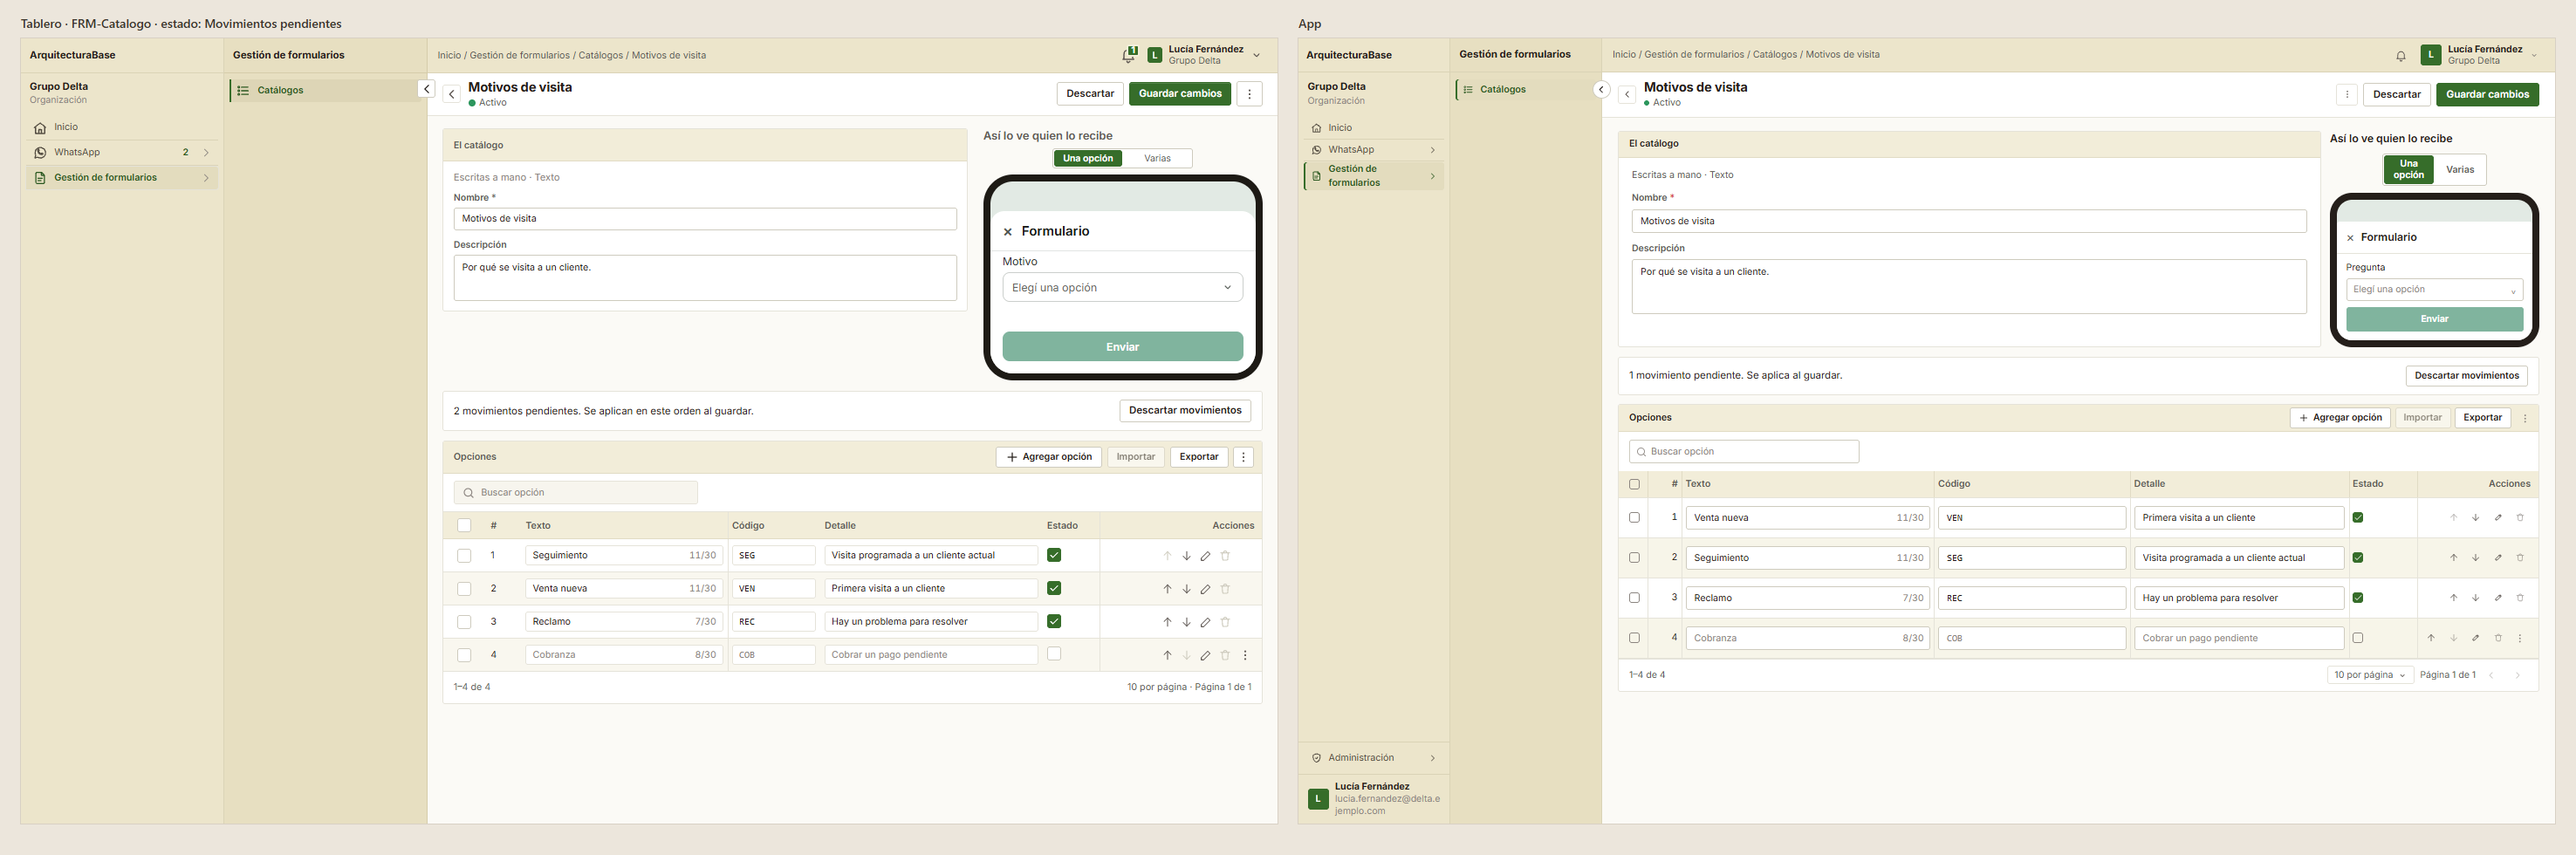 Tablero · FRM-Catalogo · estado: Movimientos pendientes
ArquitecturaBase
Grupo Delta
Organización
Inicio
WhatsApp 2
Gestión de formularios
Gestión de formularios
Catálogos
Inicio / Gestión de formularios / Catálogos / Motivos de visita
1
L
Lucía Fernández
Grupo Delta
Motivos de visita
Activo
Descartar
Guardar cambios
El catálogo
Escritas a mano · Texto
Nombre *
Motivos de visita
Descripción
Por qué se visita a un cliente.
Así lo ve quien lo recibe
Una opción
Varias
Formulario
Motivo
Elegí una opción
Enviar
2 movimientos pendientes. Se aplican en este orden al guardar.
Descartar movimientos
Opciones
Agregar opción
Importar
Exportar
Buscar opción
# Texto Código Detalle Estado Acciones
1 Seguimiento 11/30 SEG Visita programada a un cliente actual
2 Venta nueva 11/30 VEN Primera visita a un cliente
3 Reclamo 7/30 REC Hay un problema para resolver
4 Cobranza 8/30 COB Cobrar un pago pendiente
1–4 de 4
10 por página · Página 1 de 1
App
ArquitecturaBase
Grupo Delta
Organización
Inicio
WhatsApp
Gestión de
formularios
Administración
L
Lucía Fernández
lucia.fernandez@delta.e
jemplo.com
Gestión de formularios
Catálogos
Inicio / Gestión de formularios / Catálogos / Motivos de visita
L
Lucía Fernández
Grupo Delta
Motivos de visita
Activo
Descartar
Guardar cambios
El catálogo
Escritas a mano · Texto
Nombre *
Motivos de visita
Descripción
Por qué se visita a un cliente.
Así lo ve quien lo recibe
Una
opción
Varias
Formulario
Pregunta
Elegí una opción
Enviar
1 movimiento pendiente. Se aplica al guardar.
Descartar movimientos
Opciones
Agregar opción
Importar
Exportar
Buscar opción
# Texto Código Detalle Estado Acciones
1 Venta nueva 11/30 VEN Primera visita a un cliente
2 Seguimiento 11/30 SEG Visita programada a un cliente actual
3 Reclamo 7/30 REC Hay un problema para resolver
4 Cobranza 8/30 COB Cobrar un pago pendiente
1–4 de 4
10 por página
Página 1 de 1